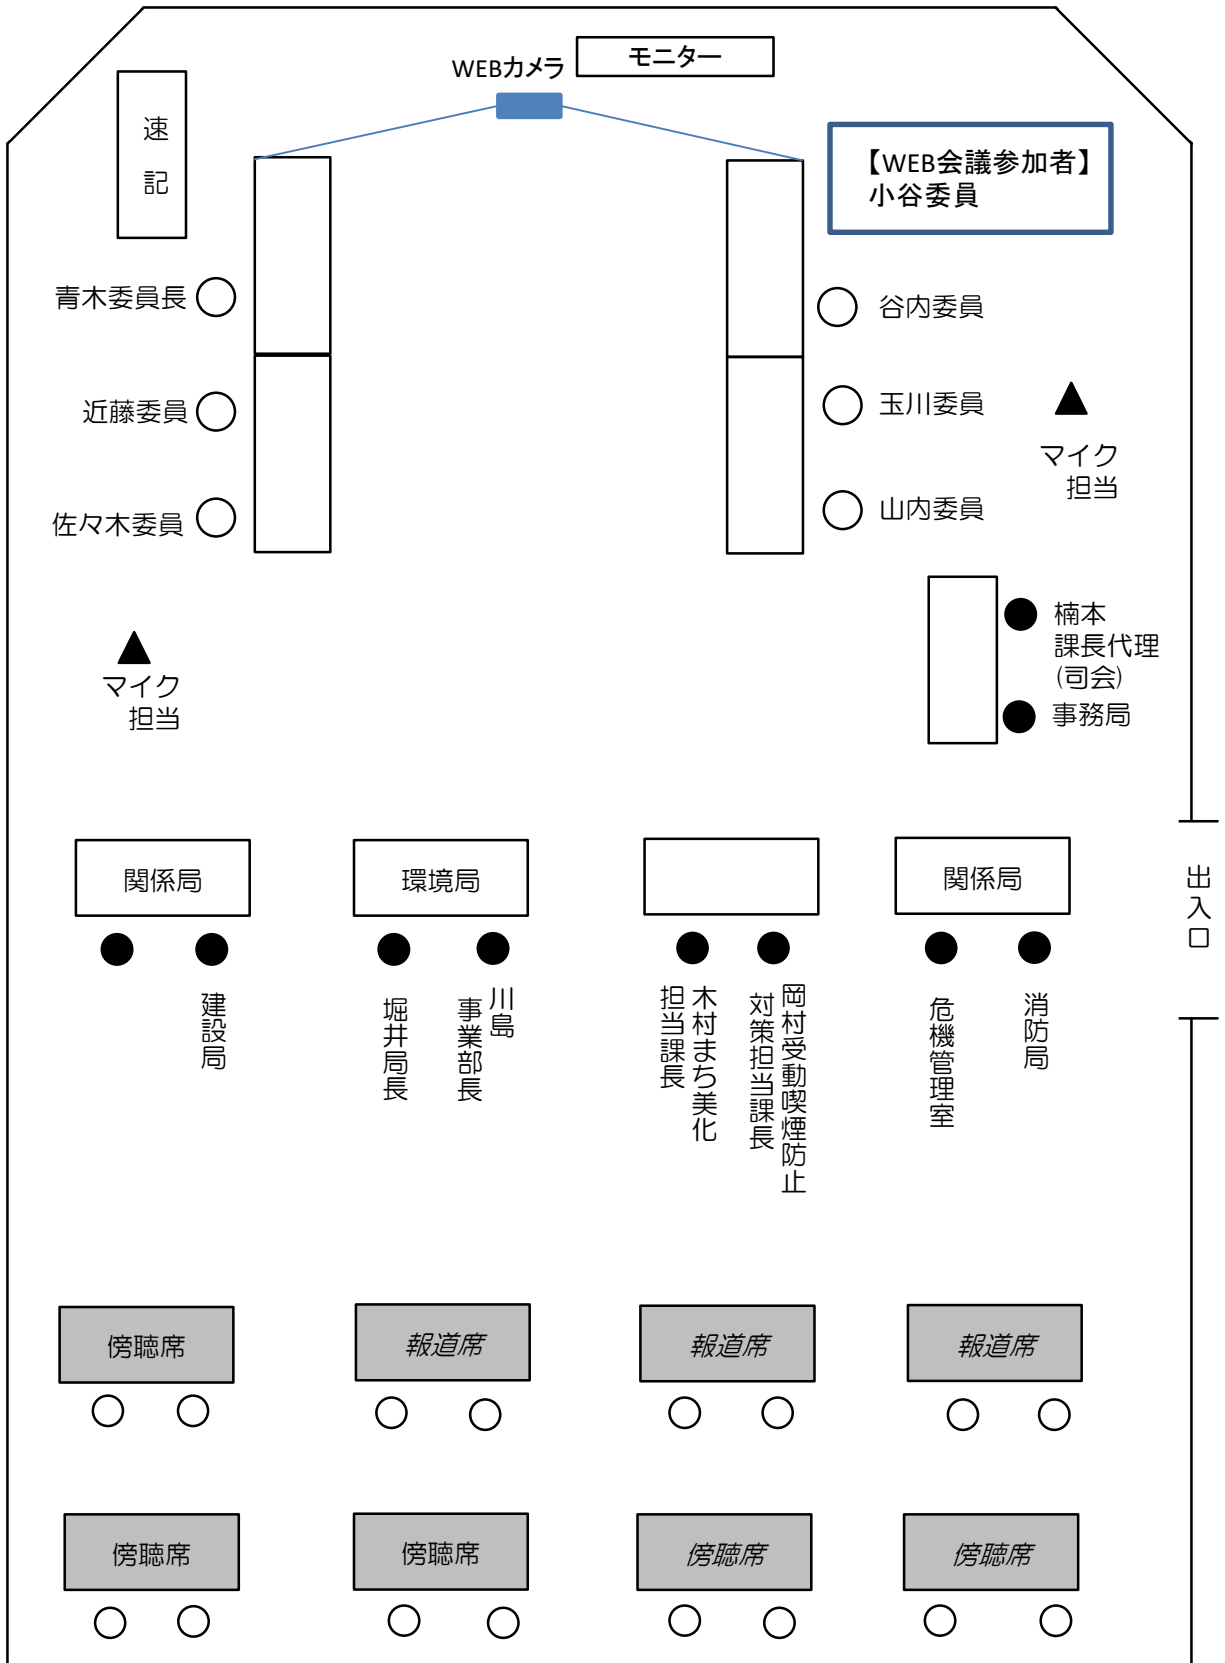 モニター
WEBカメラ
速記
【WEB会議参加者】
小谷委員
青木委員長
谷内委員
近藤委員
玉川委員
マイク
担当
佐々木委員
山内委員
楠本
課長代理
(司会)
事務局
マイク
担当
関係局
環境局
関係局
出入口
建設局
堀井局長
川島
事業部長
木村まち美化
担当課長
岡村受動喫煙防止
対策担当課長
危機管理室
消防局
傍聴席
報道席
報道席
報道席
傍聴席
傍聴席
傍聴席
傍聴席